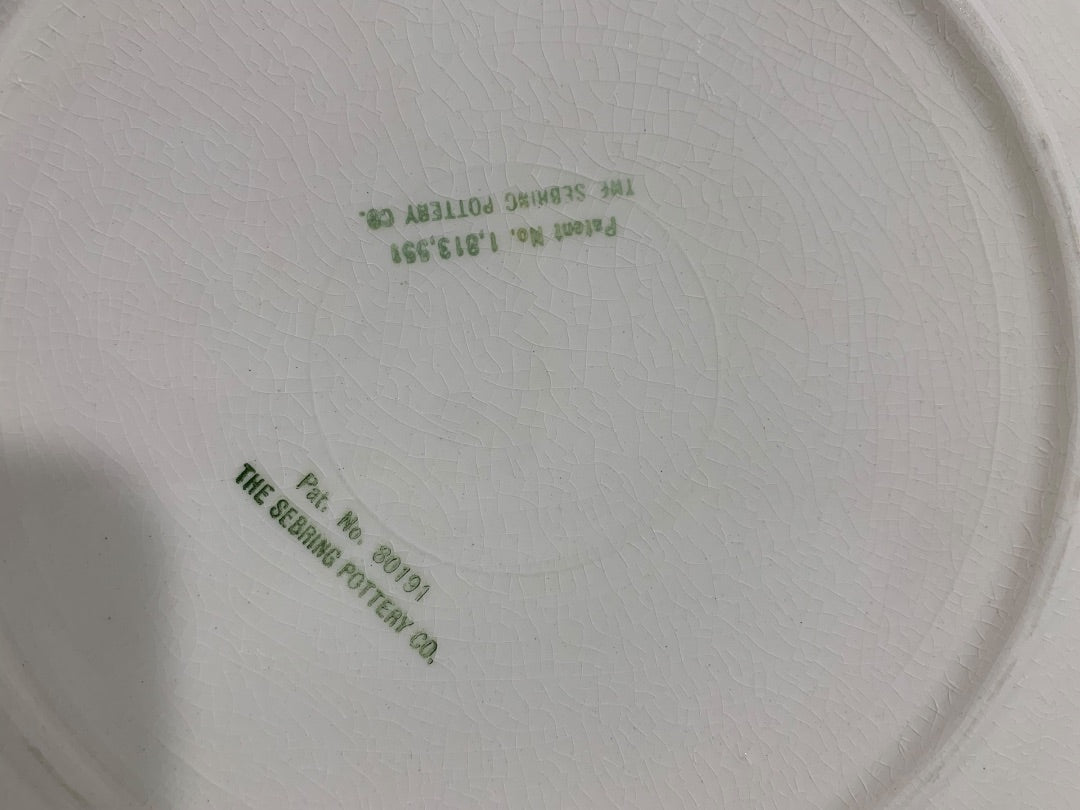 Patent No. 1,813,551
THE SEBRING POTTERY CO.
Pat. No. 80191
THE SEBRING POTTERY CO.